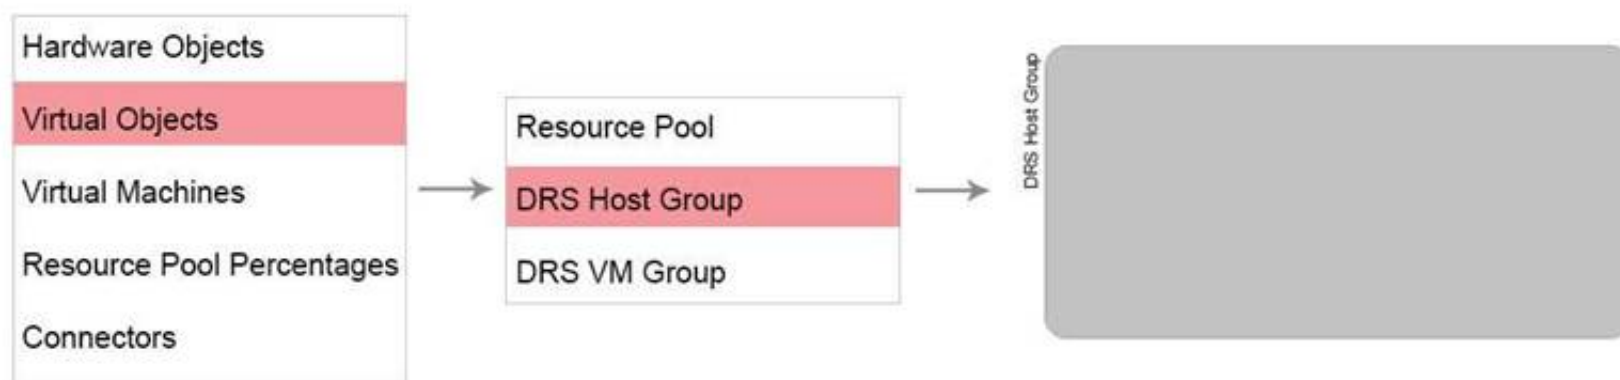 Hardware Objects
Virtual Objects
Virtual Machines
Resource Pool Percentages
Connectors
Resource Pool
DRS Host Group
DRS VM Group
DRS Host Group